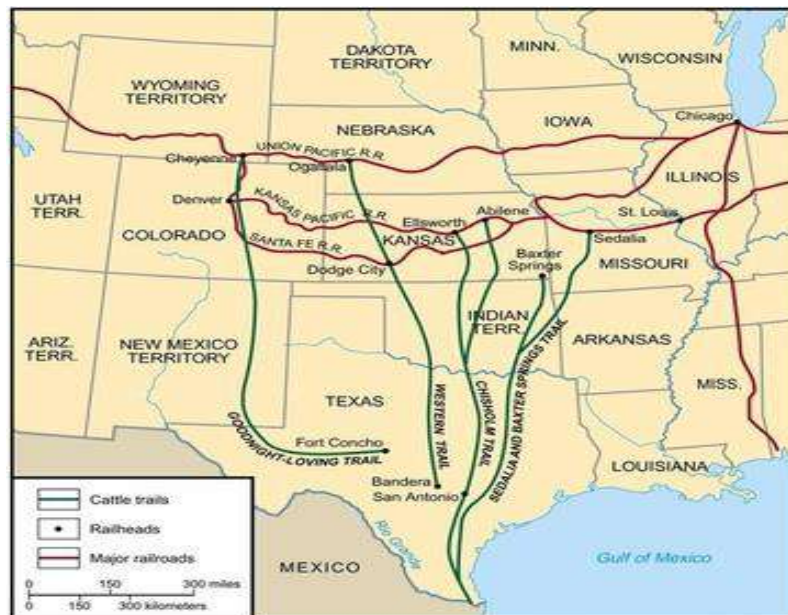 DAKOTA
TERRITORY
MINN.
WISCONSIN
WYOMING
TERRITORY
NEBRASKA
IOWA
Chicago
UNION PACIFIC R.R.
Cheyenne
Ogallala
ILLINOIS
UTAH
TERR.
Denver
KANSAS PACIFIC R.R.
Ellsworth
Abilene
St. Louis
COLORADO
SANTA FE R.R.
KANSAS
Sedalia
Dodge City
Baxter
Springs
MISSOURI
INDIAN
TERR.
ARIZ.
TERR.
NEW MEXICO
TERRITORY
ARKANSAS
MISS.
TEXAS
WESTERN TRAIL
CHISHOLM TRAIL
SEDALIA AND BAXTER SPRINGS TRAIL
Fort Concho
GOODNIGHT-LOVING TRAIL
Bandera
San Antonio
LOUISIANA
Rio Grande
MEXICO
Gulf of Mexico
Cattle trails
Railheads
Major railroads
0 150 300 miles
0 150 300 kilometers